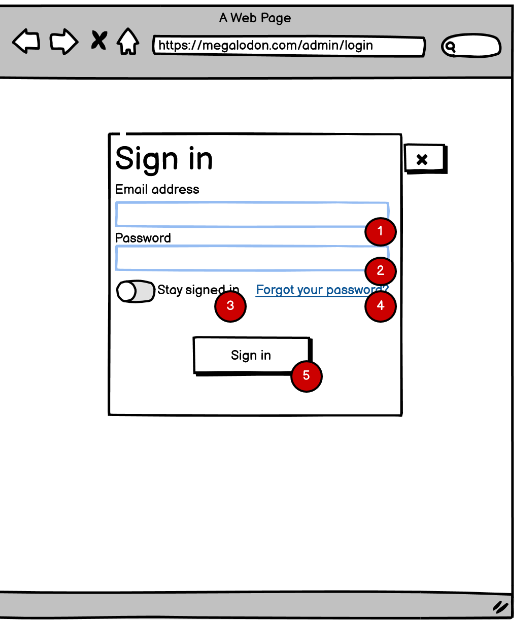 A Web Page
https://megalodon.com/admin/login
Sign in
Email address
1
Password
2
Stay signed in Forgot your password?
3 4
Sign in
5